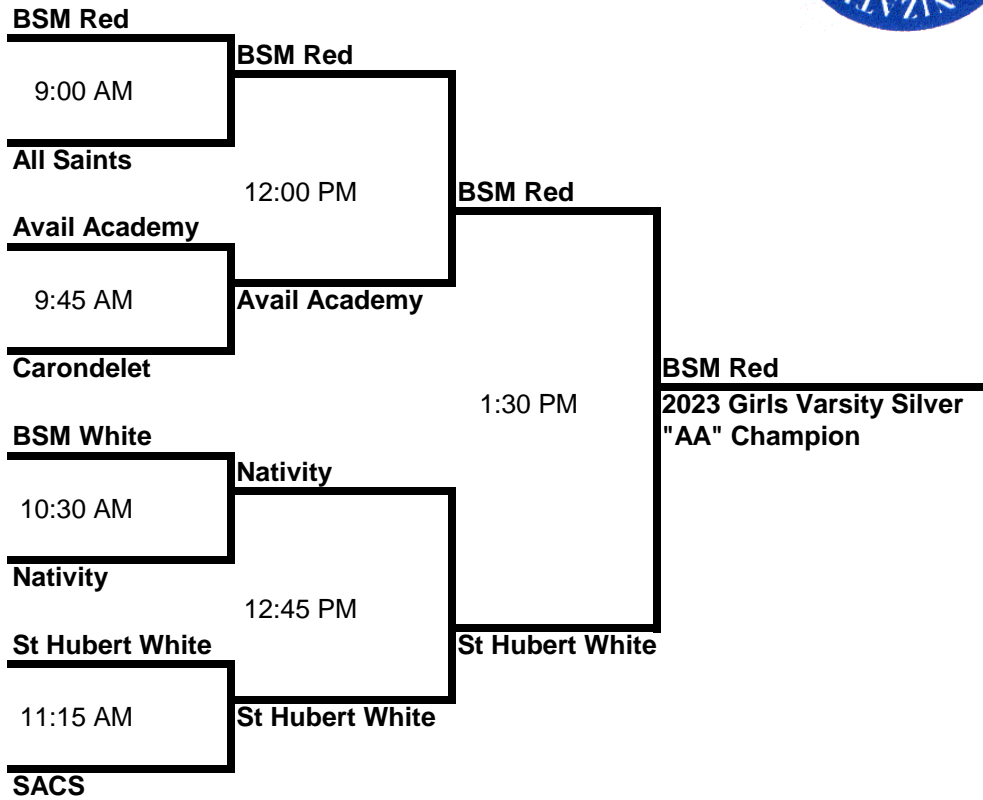 BSM Red
BSM Red
9:00 AM
All Saints
12:00 PM
BSM Red
Avail Academy
9:45 AM
Avail Academy
Carondelet
BSM Red
1:30 PM
2023 Girls Varsity Silver
"AA" Champion
BSM White
Nativity
10:30 AM
Nativity
12:45 PM
St Hubert White
St Hubert White
11:15 AM
St Hubert White
SACS